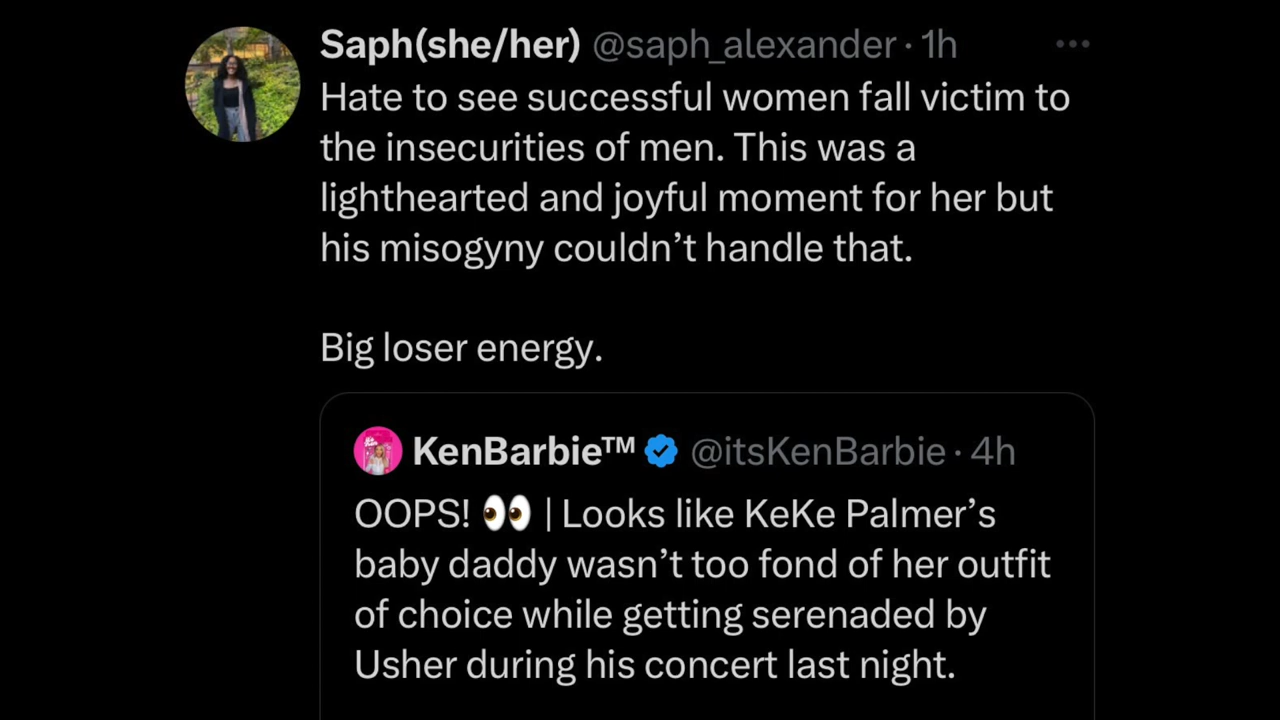 Saph(she/her) @saph_alexander · 1h
Hate to see successful women fall victim to
the insecurities of men. This was a
lighthearted and joyful moment for her but
his misogyny couldn’t handle that.
Big loser energy.
KenBarbie™ @itsKenBarbie · 4h
OOPS! 👀 | Looks like KeKe Palmer’s
baby daddy wasn’t too fond of her outfit
of choice while getting serenaded by
Usher during his concert last night.